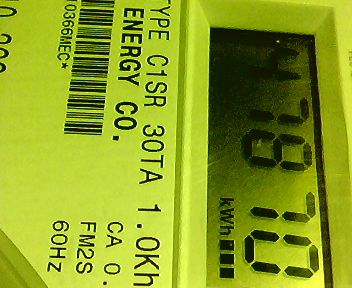 47870
kWh
TYPE C1SR 30TA 1.0Kh
ENERGY CO.
CA 0.
FM2S
60Hz
0366MEC*